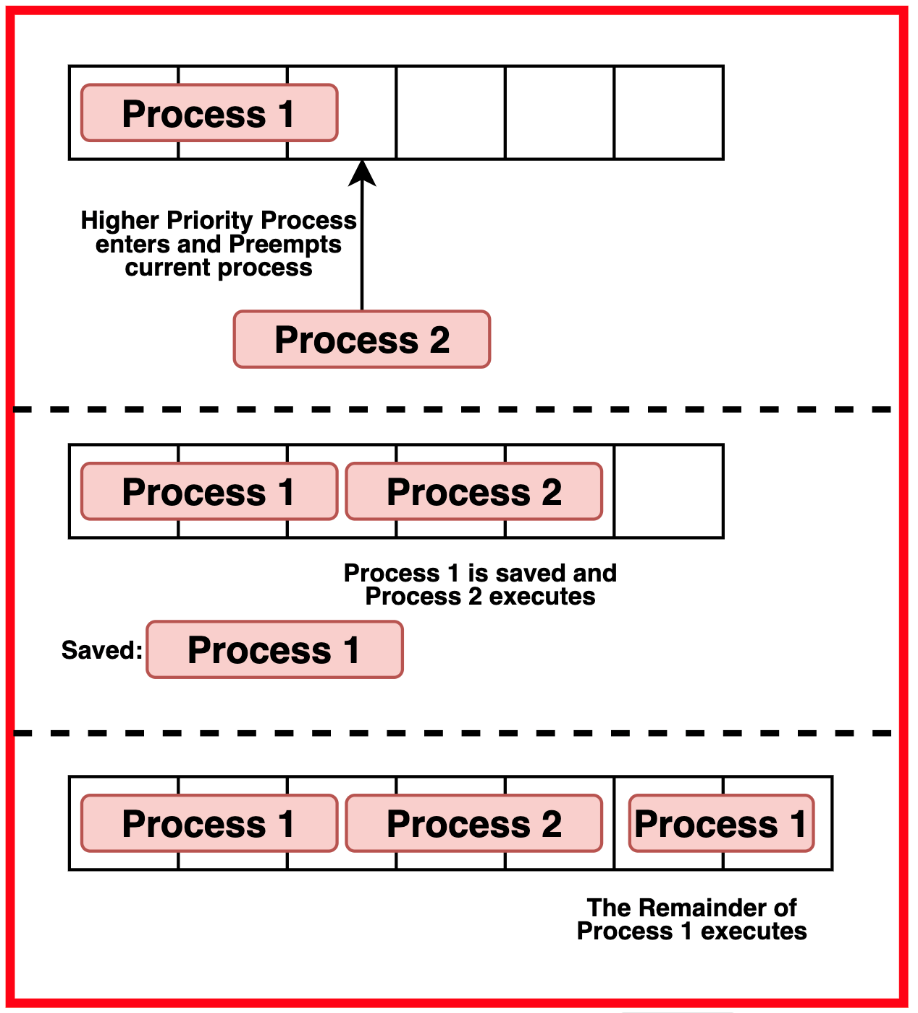 Process 1
Higher Priority Process
enters and Preempts
current process
Process 2
Process 1
Process 2
Process 1 is saved and
Process 2 executes
Saved:
Process 1
Process 1
Process 2
Process 1
The Remainder of
Process 1 executes